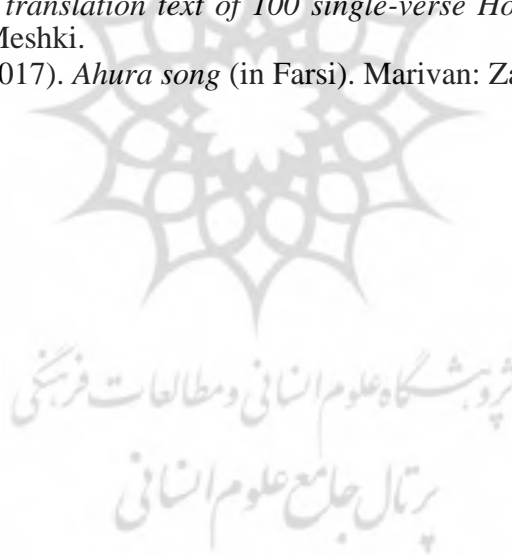 translation text of 100 single-verse Ho
Meshki.
017). Ahura song (in Farsi). Marivan: Za
پژوهشگاه علوم انسانی و مطالعات فرهنگی
پرتال جامع علوم انسانی